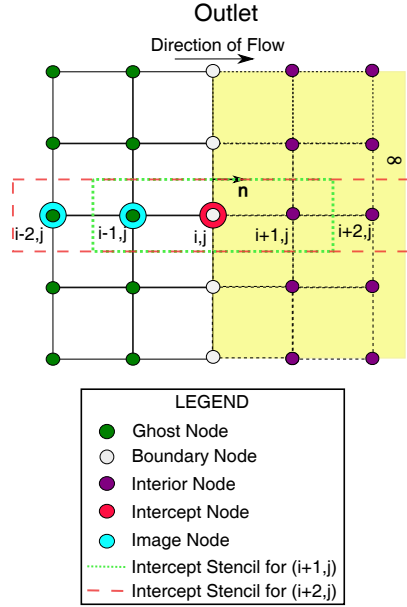 Outlet
Direction of Flow
∞
n
i-2,j
i-1,j
i,j
i+1,j
i+2,j
LEGEND
Ghost Node
Boundary Node
Interior Node
Intercept Node
Image Node
Intercept Stencil for (i+1,j)
Intercept Stencil for (i+2,j)